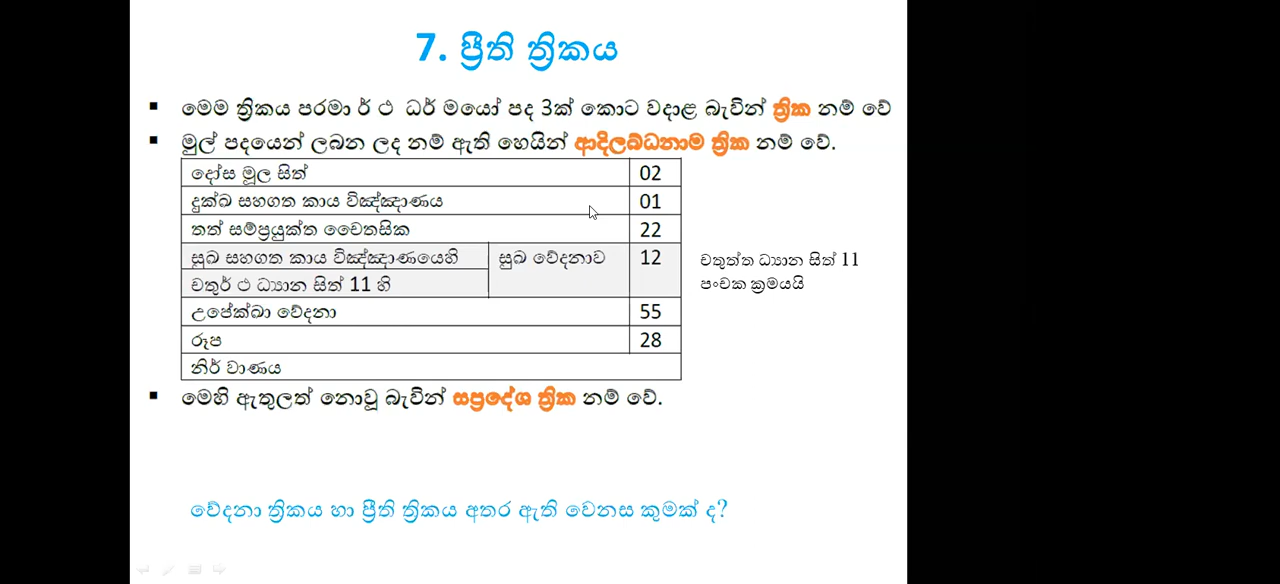 7. ප්‍රීති ත්‍රිකය
▪ මෙම ත්‍රිකය පරමා ර් ථ ධර් මයෝ පද 3ක් කොට වදාළ බැවින් ත්‍රික නම් වේ
▪ මුල් පදයෙන් ලබන ලද නම් ඇති හෙයින් ආදිලබ්ධනාම ත්‍රික නම් වේ.
දෝස මූල සිත් 02
දුක්ඛ සහගත කාය විඤ්ඤාණය 01
තත් සම්ප්‍රයුක්ත චෛතසික 22
සුඛ සහගත කාය විඤ්ඤාණයෙහි සුඛ වේදනාව 12
චතුර් ථ ධ්‍යාන සිත් 11 හි
චතුත්ත ධ්‍යාන සිත් 11
පංචක ක්‍රමයයි
උපේක්ඛා වේදනා 55
රූප 28
නිර් වාණය
▪ මෙහි ඇතුලත් නොවූ බැවින් සප්‍රදේශ ත්‍රික නම් වේ.
වේදනා ත්‍රිකය හා ප්‍රීති ත්‍රිකය අතර ඇති වෙනස කුමක් ද?